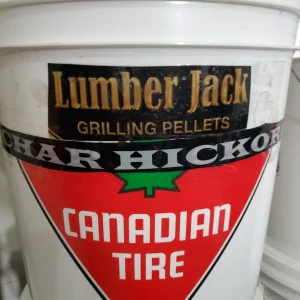 Lumber Jack
GRILLING PELLETS
CHAR HICKOR
CANADIAN
TIRE